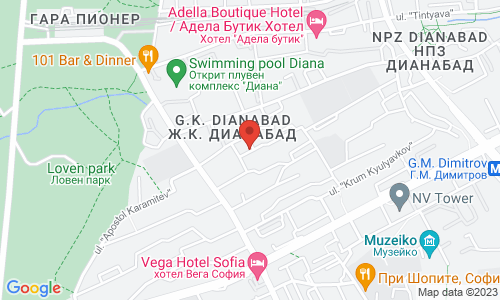 ГАРА ПИОНЕР
Adella Boutique Hotel
/ Адела Бутик Хотел
Хотел "Адела бутик"
ul. "Tintyava"
NPZ DIANABAD
НПЗ
ДИАНАБАД
101 Bar & Dinner
Swimming pool Diana
Открит плувен
комплекс "Диана"
G.K. DIANABAD
Ж.К. ДИАНАБАД
Loven park
Ловен парк
G.M. Dimitrov
Г.М. Димитров
M
ul. "Krum Kyulyavkov"
ul. "Apostol Karamitev"
NV Tower
Muzeiko
Музейко
Vega Hotel Sofia
хотел Вега София
При Шопите, Софи
Google
Map data ©2023